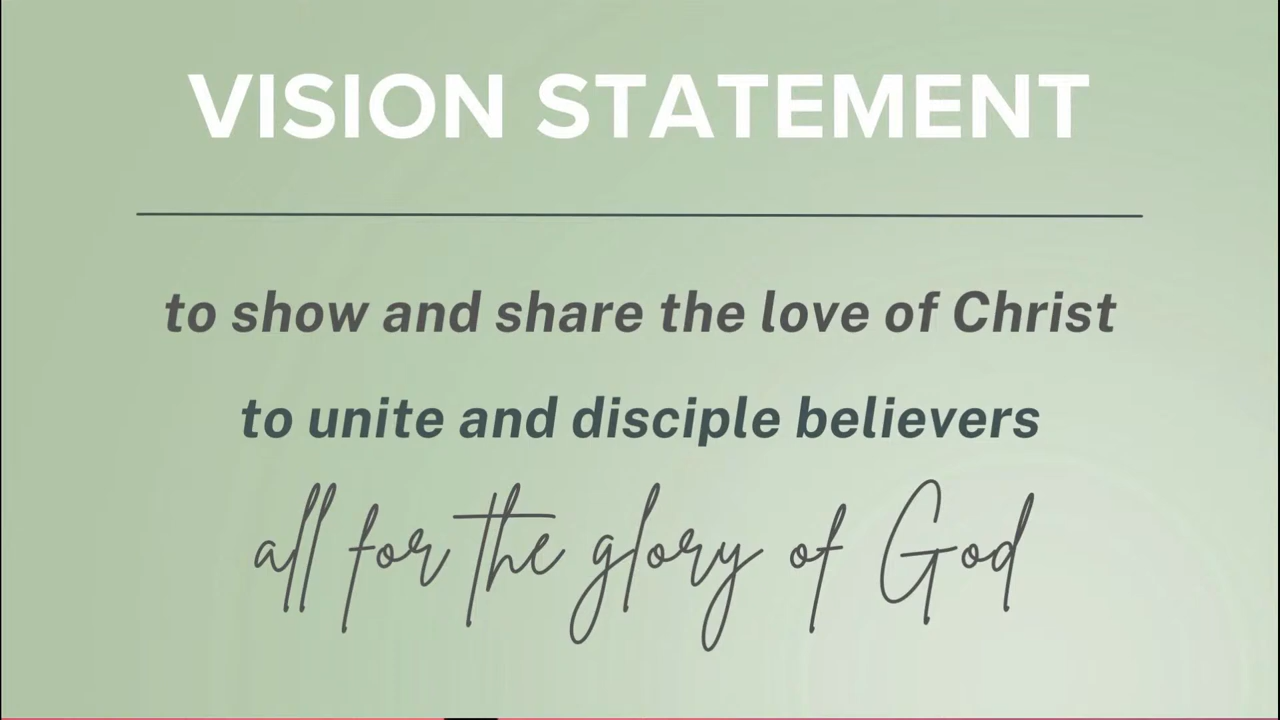 VISION STATEMENT
to show and share the love of Christ
to unite and disciple believers
all for the glory of God